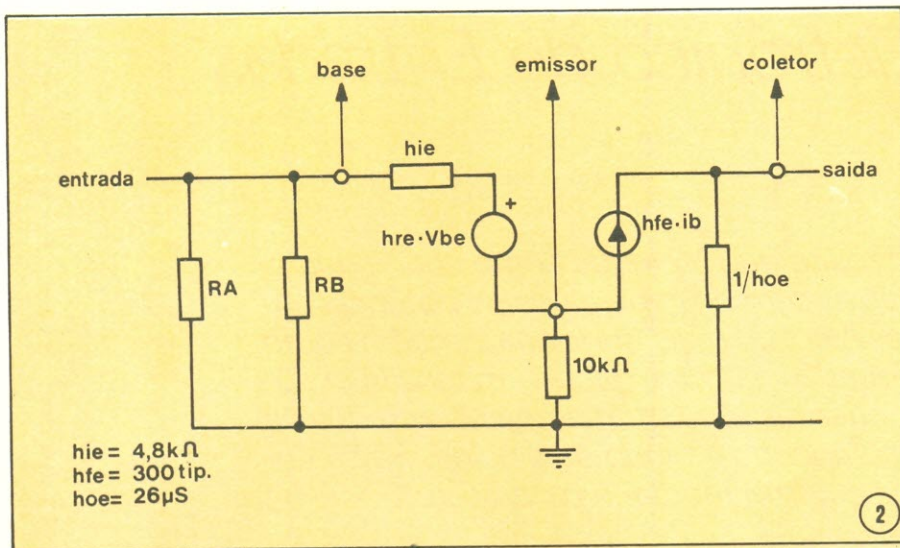 base
emissor
coletor
entrada
hie
saida
+
hre·Vbe
hfe·ib
RA
RB
1/hoe
10kΩ
hie= 4,8kΩ
hfe= 300 tip.
hoe= 26μS
2